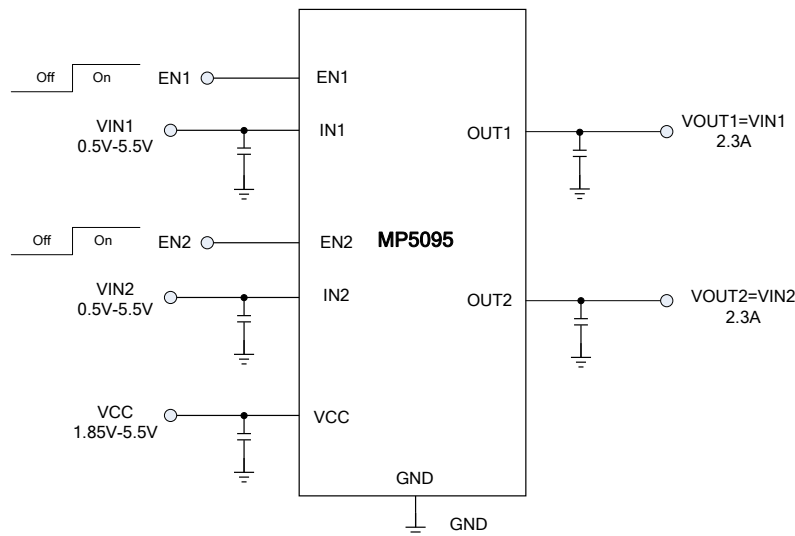 Off On EN1 EN1
VIN1
0.5V-5.5V
IN1
OUT1
VOUT1=VIN1
2.3A
Off On EN2 EN2
MP5095
VIN2
0.5V-5.5V
IN2
OUT2
VOUT2=VIN2
2.3A
VCC
1.85V-5.5V
VCC
GND
GND